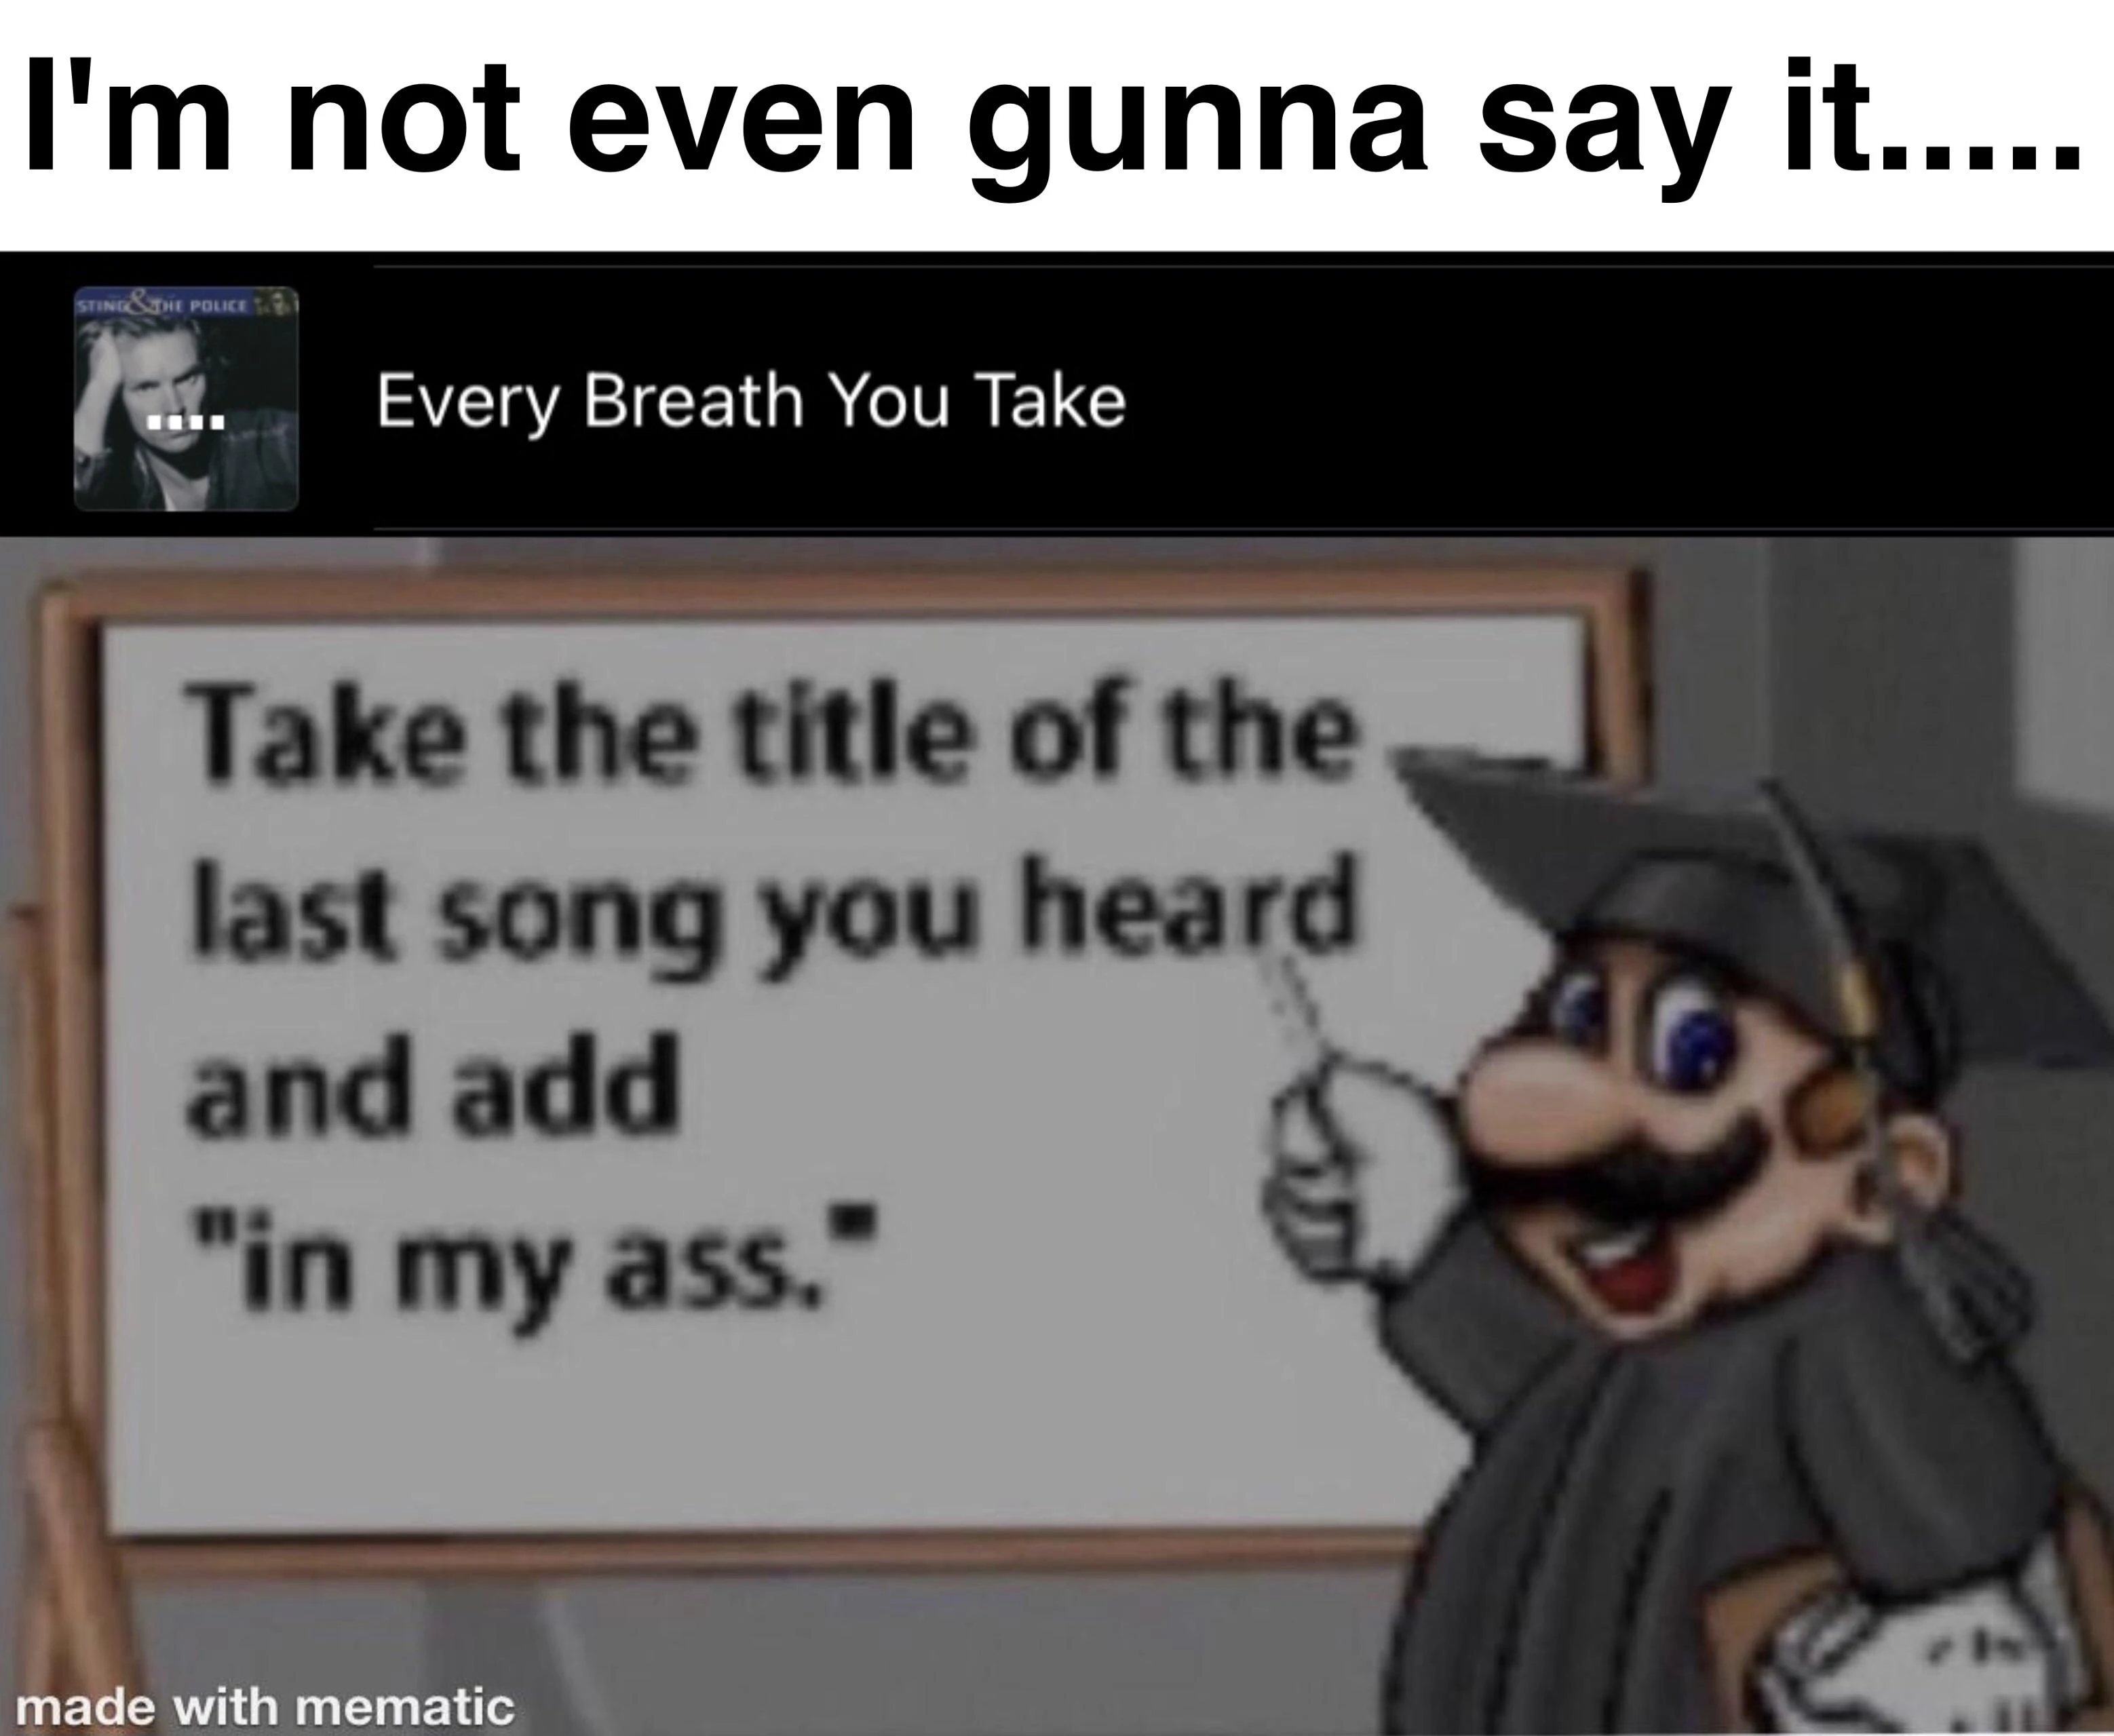 I'm not even gunna say it.....
STING & THE POLICE
Every Breath You Take
Take the title of the
last song you heard
and add
"in my ass."
made with mematic